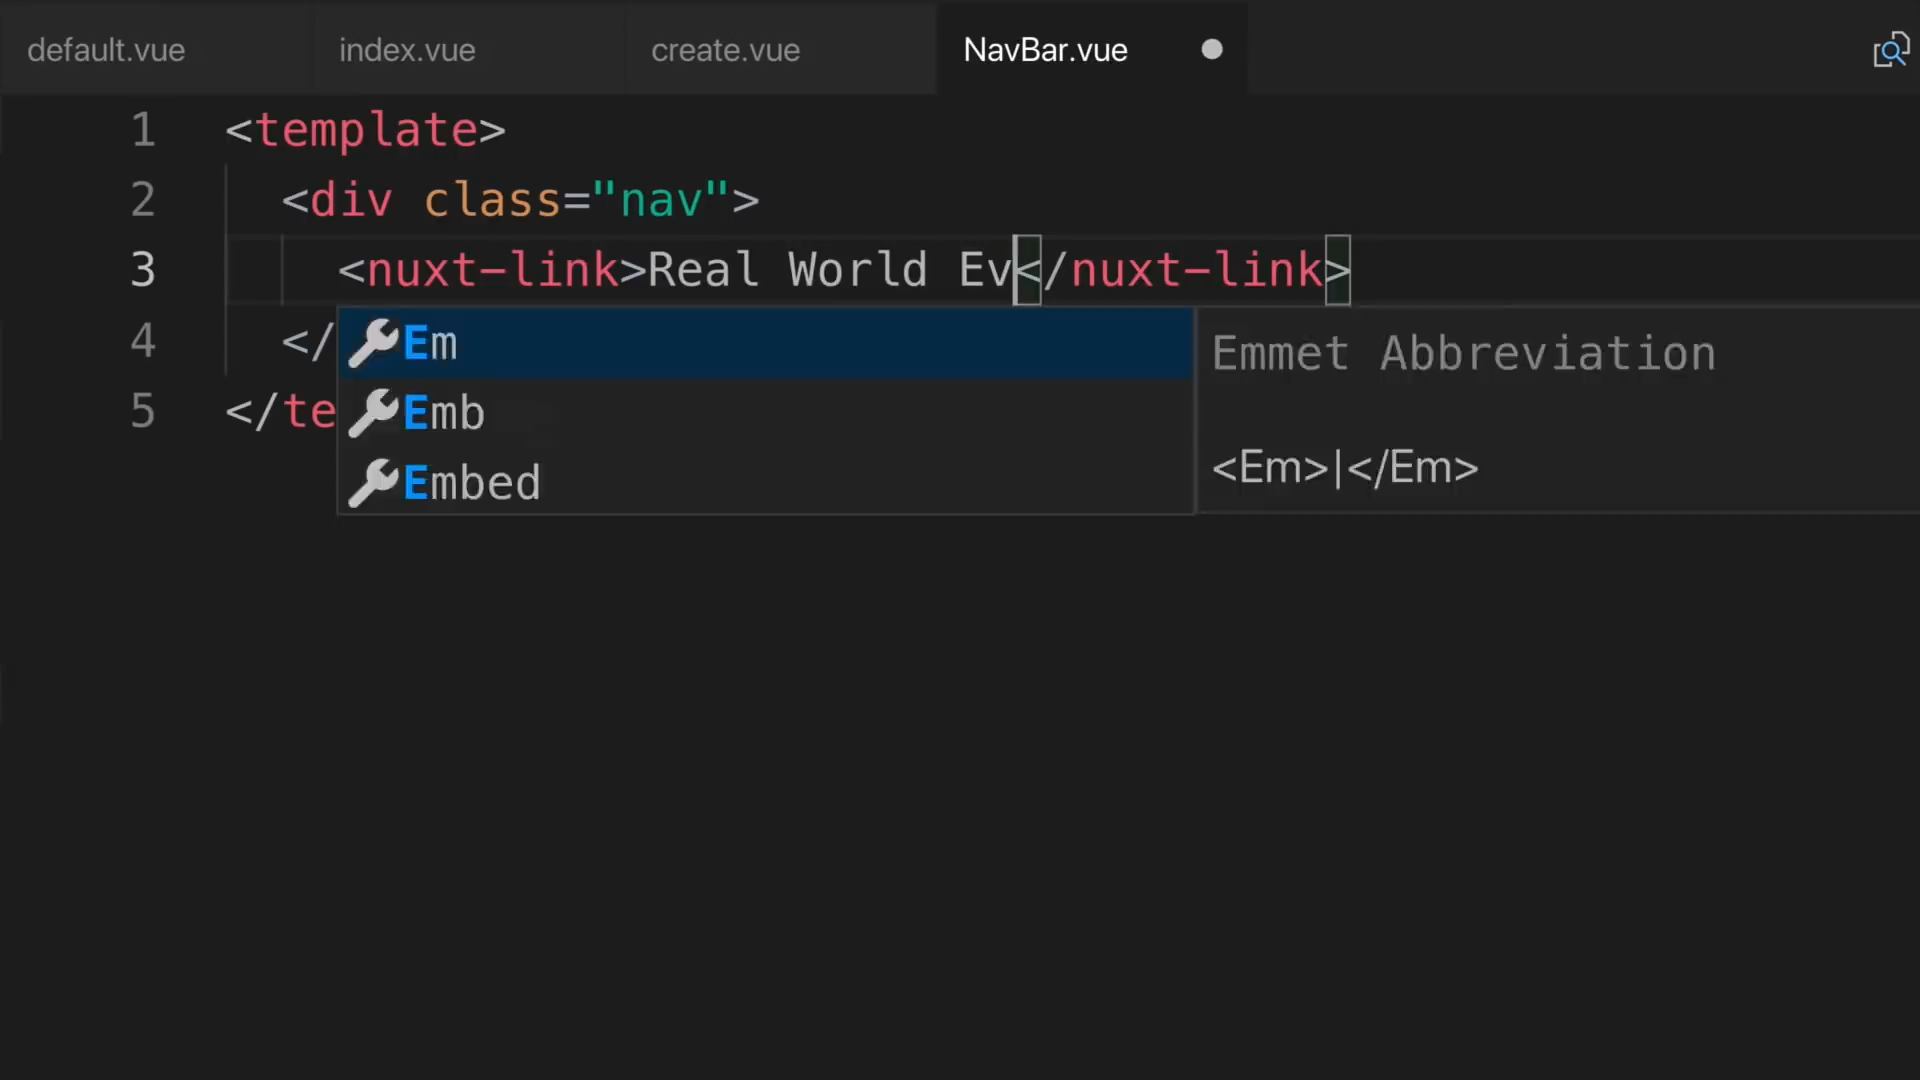 default.vue index.vue create.vue NavBar.vue
1 <template>
2 <div class="nav">
3 <nuxt-link>Real World Ev</nuxt-link>
4 </
5 </te
Em
Emb
Embed
Emmet Abbreviation
<Em>|</Em>